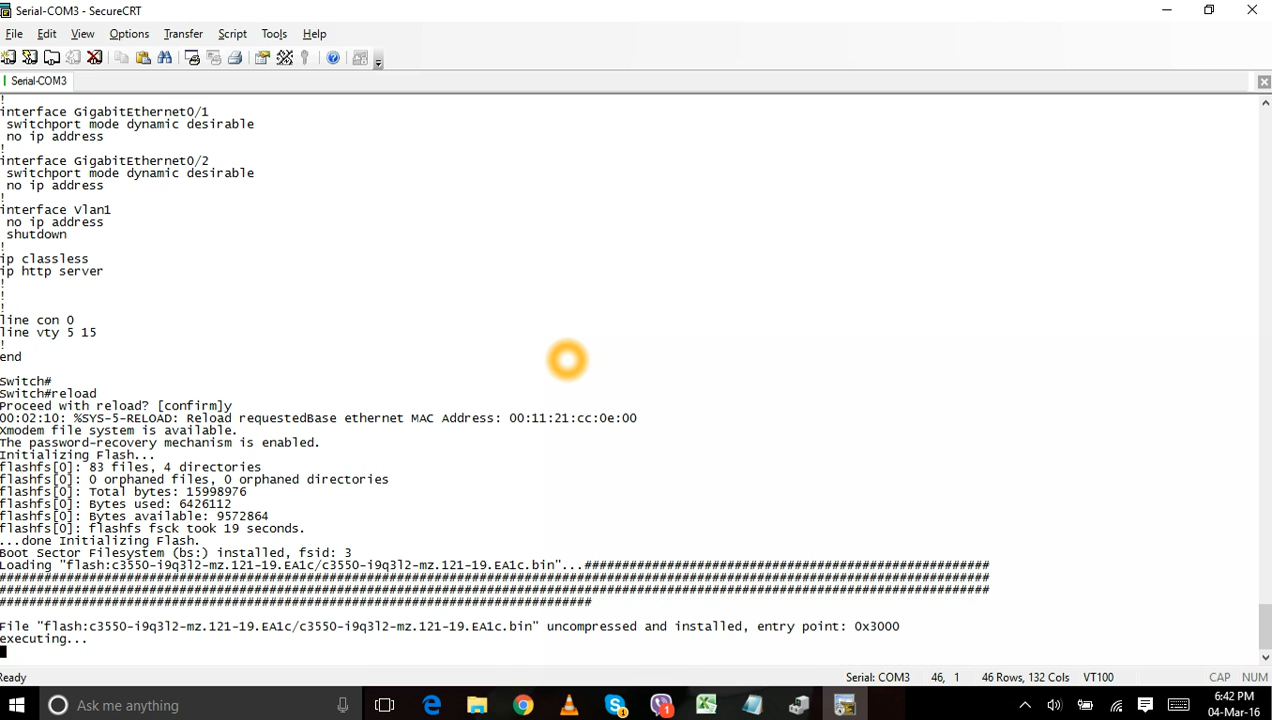 Serial-COM3 - SecureCRT
File Edit View Options Transfer Script Tools Help
Serial-COM3
!
interface GigabitEthernet0/1
 switchport mode dynamic desirable
 no ip address
!
interface GigabitEthernet0/2
 switchport mode dynamic desirable
 no ip address
!
interface Vlan1
 no ip address
 shutdown
!
ip classless
ip http server
!
!
!
line con 0
line vty 5 15
!
end
Switch#
Switch#reload
Proceed with reload? [confirm]y
00:02:10: %SYS-5-RELOAD: Reload requestedBase ethernet MAC Address: 00:11:21:cc:0e:00
Xmodem file system is available.
The password-recovery mechanism is enabled.
Initializing Flash...
flashfs[0]: 83 files, 4 directories
flashfs[0]: 0 orphaned files, 0 orphaned directories
flashfs[0]: Total bytes: 15998976
flashfs[0]: Bytes used: 6426112
flashfs[0]: Bytes available: 9572864
flashfs[0]: flashfs fsck took 19 seconds.
...done Initializing Flash.
Boot Sector Filesystem (bs:) installed, fsid: 3
Loading "flash:c3550-i9q3l2-mz.121-19.EA1c/c3550-i9q3l2-mz.121-19.EA1c.bin"...######################################################
####################################################################################################################################
####################################################################################################################################
###############################################################################
File "flash:c3550-i9q3l2-mz.121-19.EA1c/c3550-i9q3l2-mz.121-19.EA1c.bin" uncompressed and installed, entry point: 0x3000
executing...
Ready Serial: COM3 46, 1 46 Rows, 132 Cols VT100 CAP NUM
Ask me anything
6:42 PM
04-Mar-16